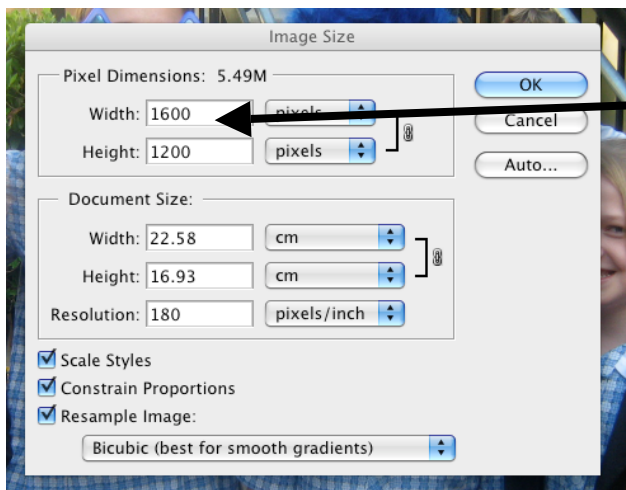 Image Size
Pixel Dimensions: 5.49M
OK
Width: 1600 pixels
Cancel
Height: 1200 pixels
Auto...
Document Size:
Width: 22.58 cm
Height: 16.93 cm
Resolution: 180 pixels/inch
Scale Styles
Constrain Proportions
Resample Image:
Bicubic (best for smooth gradients)